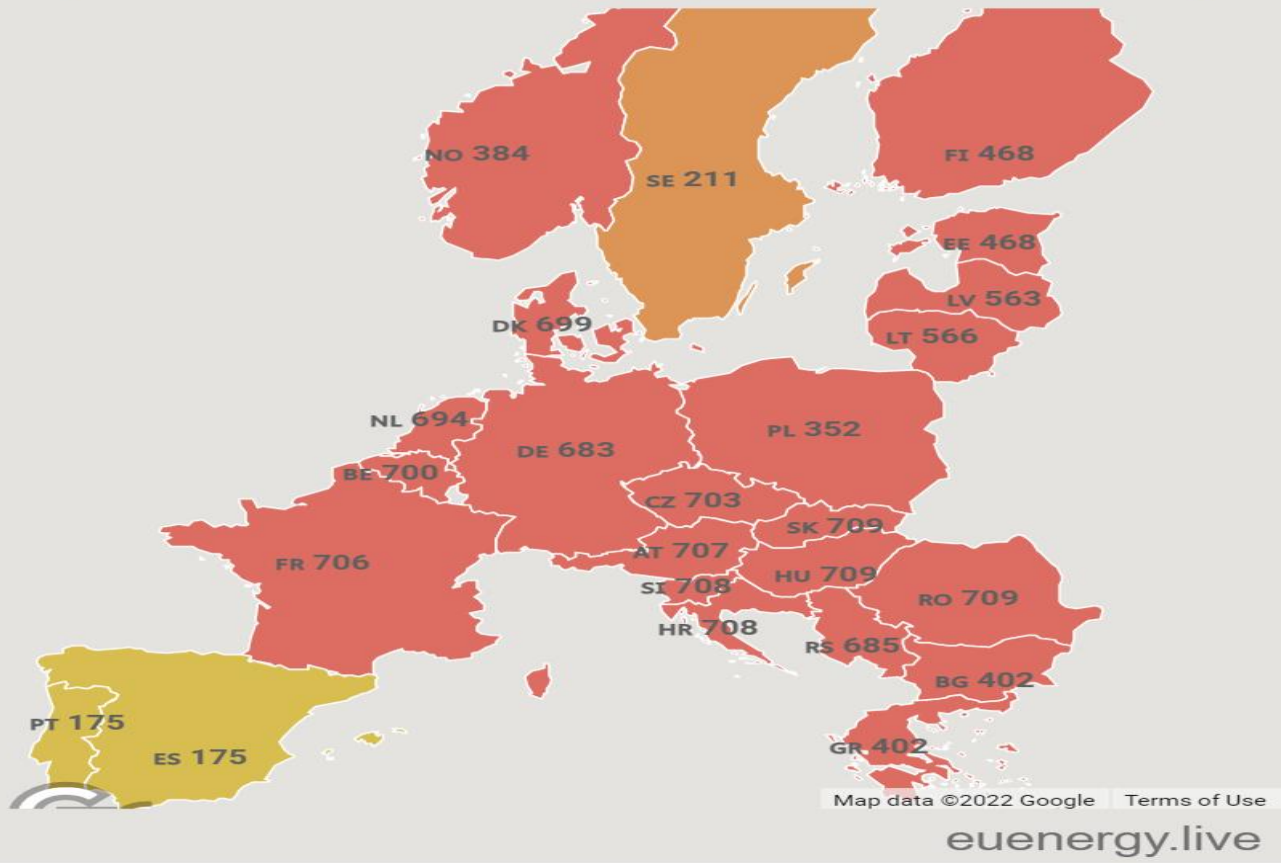 NO 384
FI 468
SE 211
EE 468
LV 563
DK 699
LT 566
NL 694
PL 352
DE 683
BE 700
CZ 703
SK 709
AT 707
FR 706
HU 709
SI 708
RO 709
HR 708
RS 685
BG 402
PT 175
GR 402
ES 175
Map data ©2022 Google Terms of Use
euenergy.live